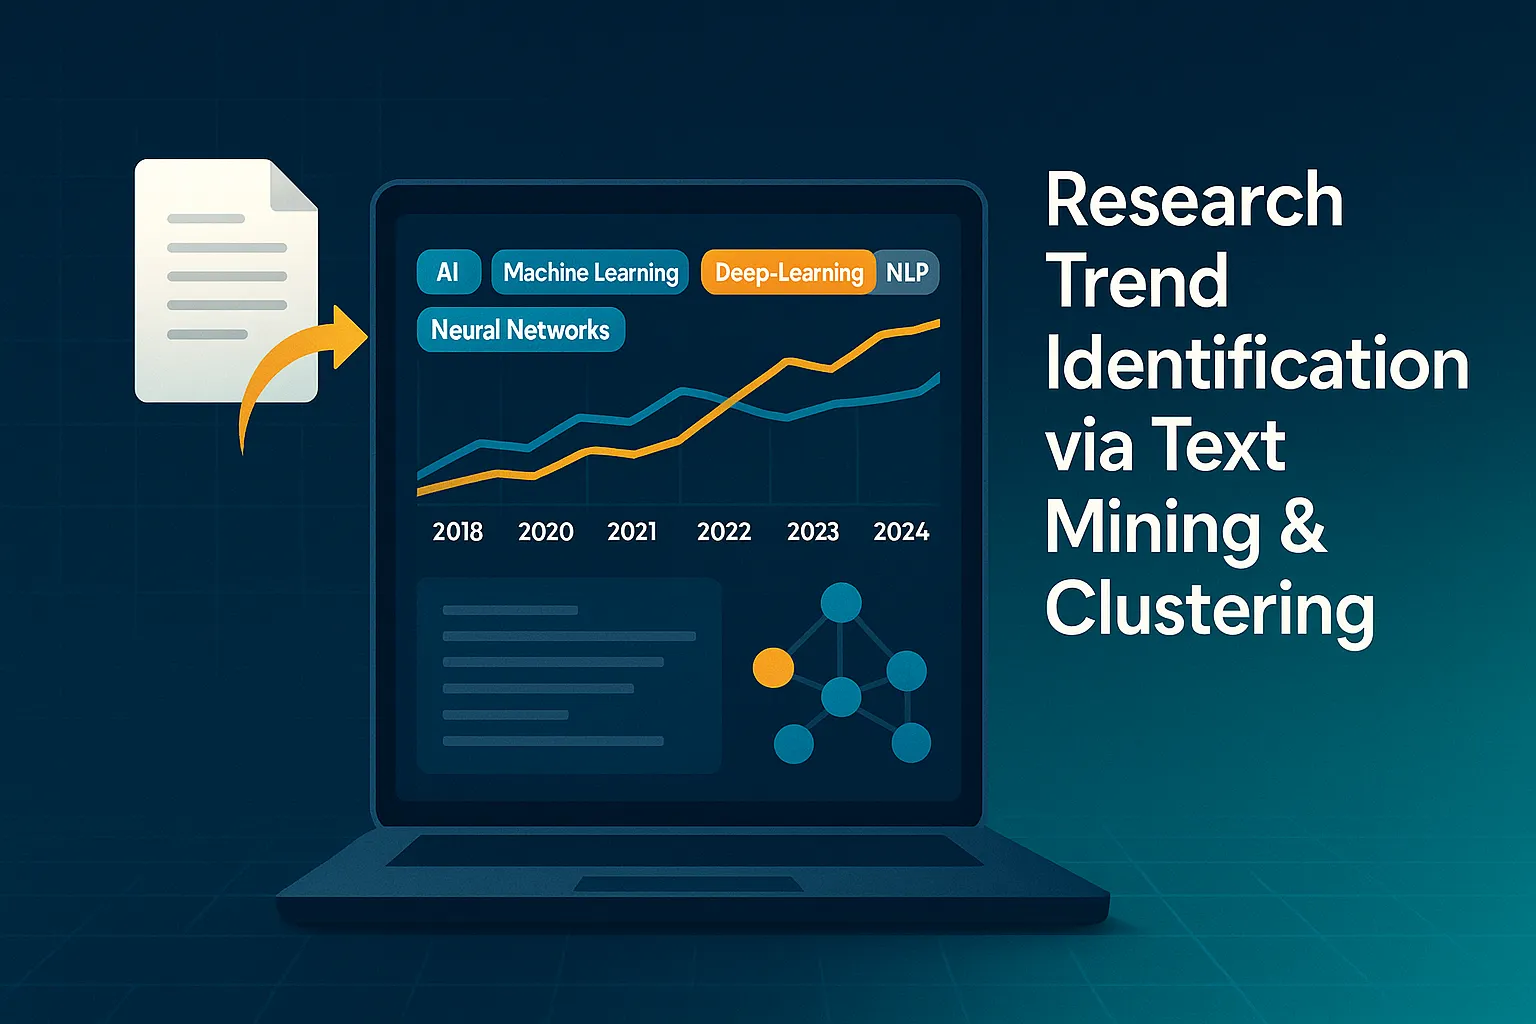 AI Machine Learning Deep-Learning NLP
Neural Networks
2018 2020 2021 2022 2023 2024
Research
Trend
Identification
via Text
Mining &
Clustering